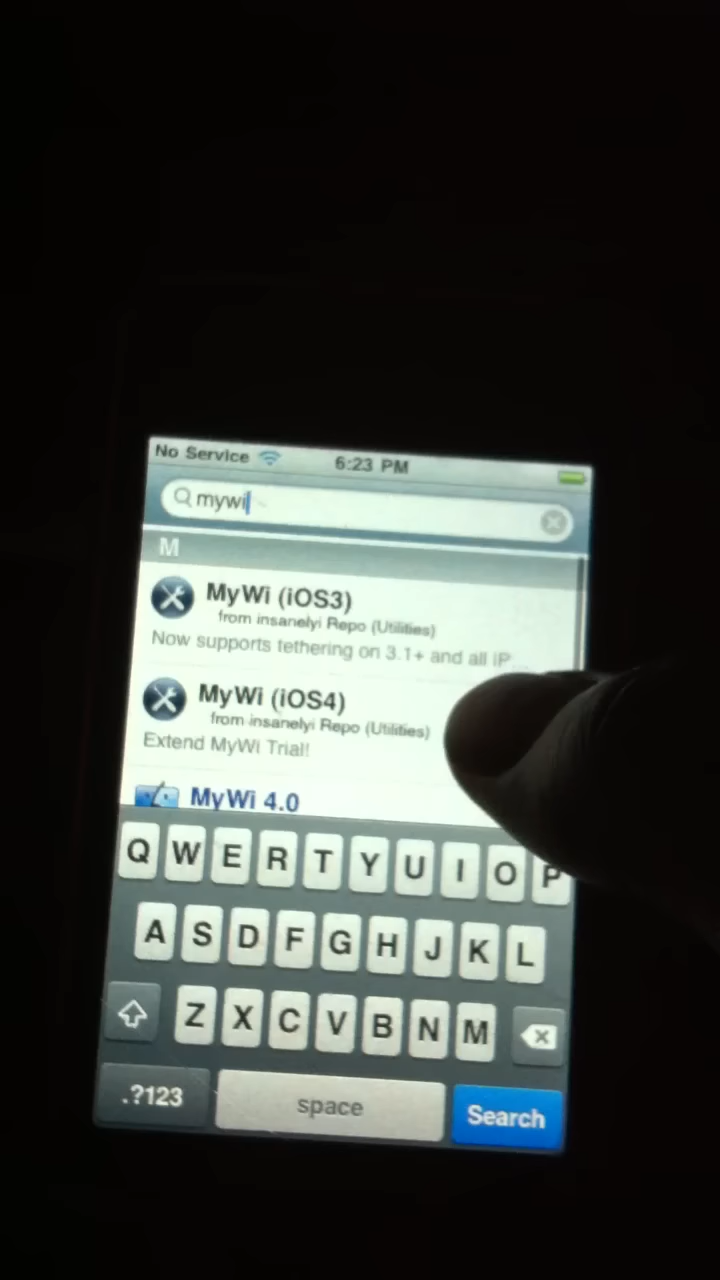 No Service 6:23 PM
mywi
M
MyWi (iOS3)
from insanelyi Repo (Utilities)
Now supports tethering on 3.1+ and all iP...
MyWi (iOS4)
from insanelyi Repo (Utilities)
Extend MyWi Trial!
MyWi 4.0
Q W E R T Y U I O P
A S D F G H J K L
Z X C V B N M
.?123 space Search